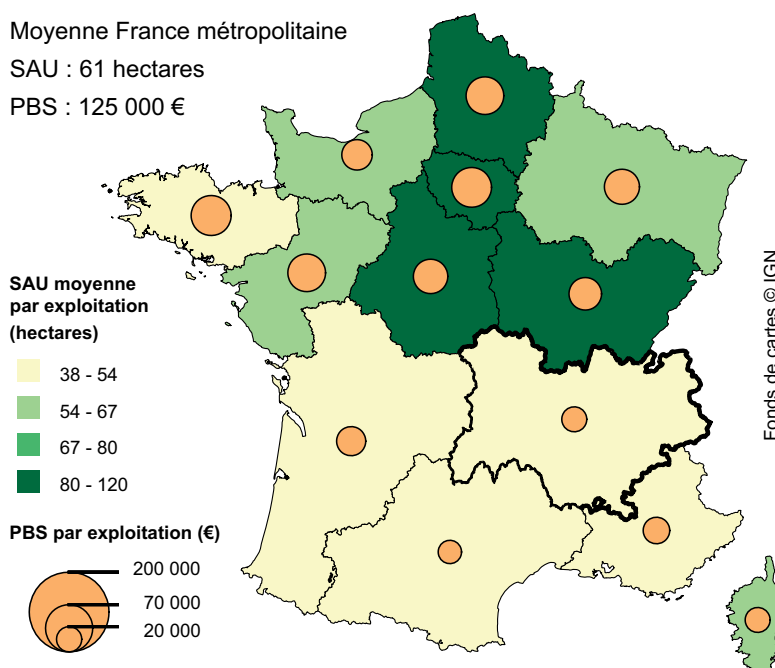 Moyenne France métropolitaine
SAU : 61 hectares
PBS : 125 000 €
SAU moyenne
par exploitation
(hectares)
38 - 54
54 - 67
67 - 80
80 - 120
PBS par exploitation (€)
200 000
70 000
20 000
Fonds de cartes © IGN